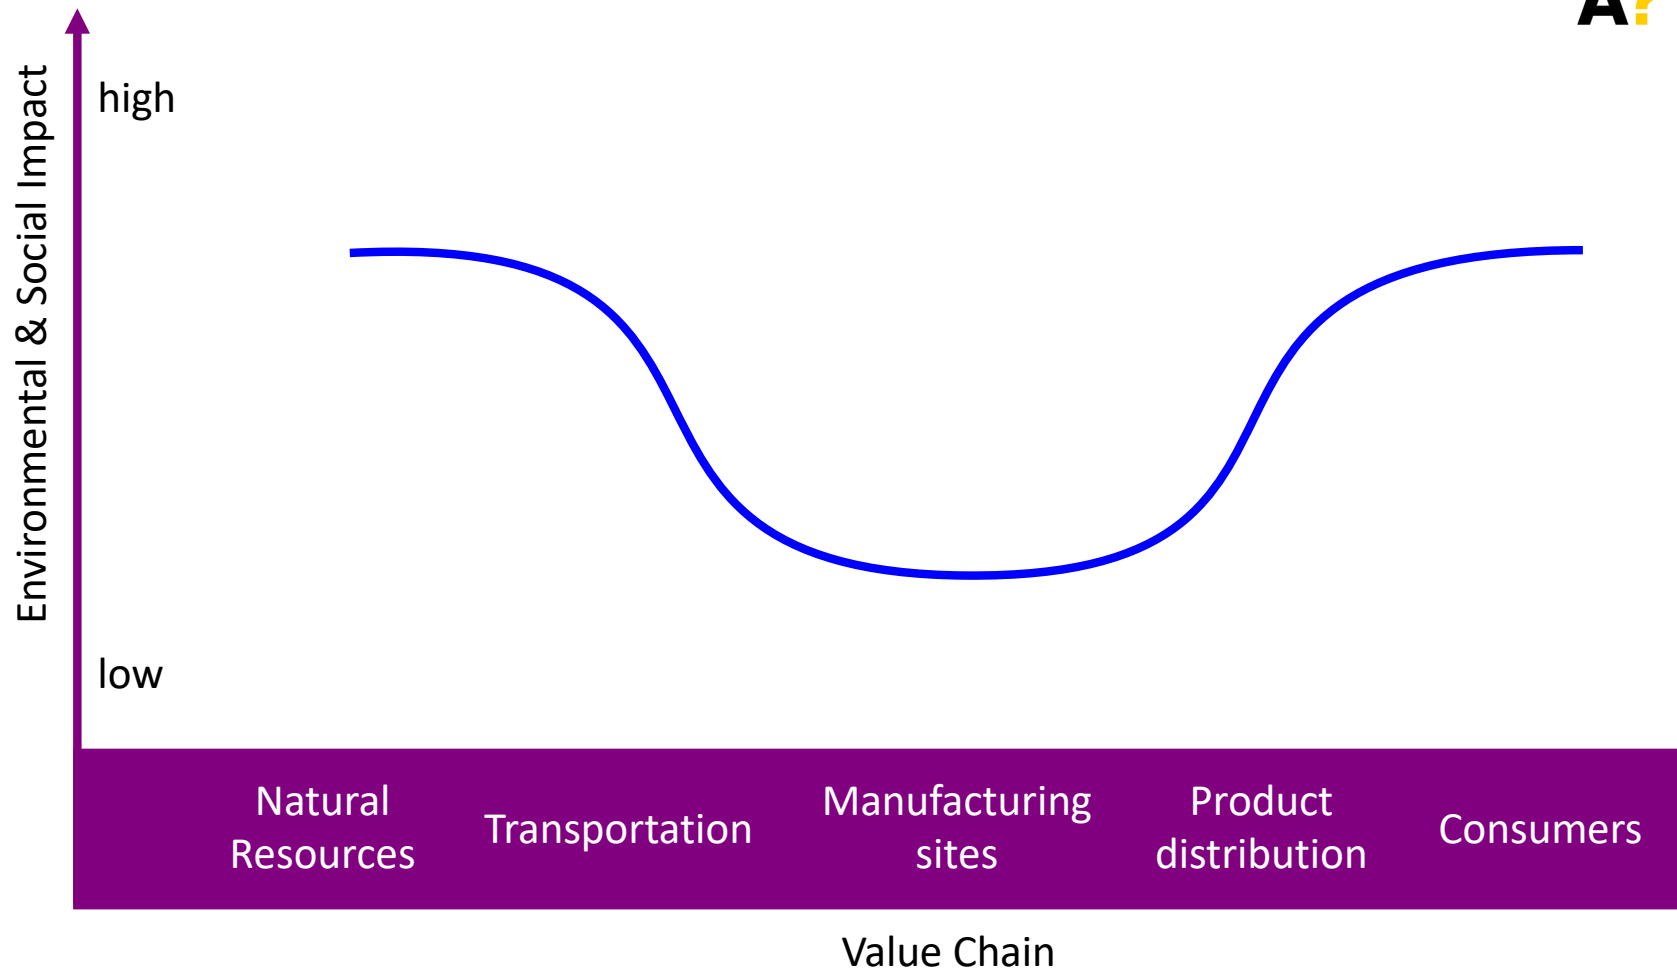 A?
high
Environmental & Social Impact
low
Natural
Resources
Transportation
Manufacturing
sites
Product
distribution
Consumers
Value Chain